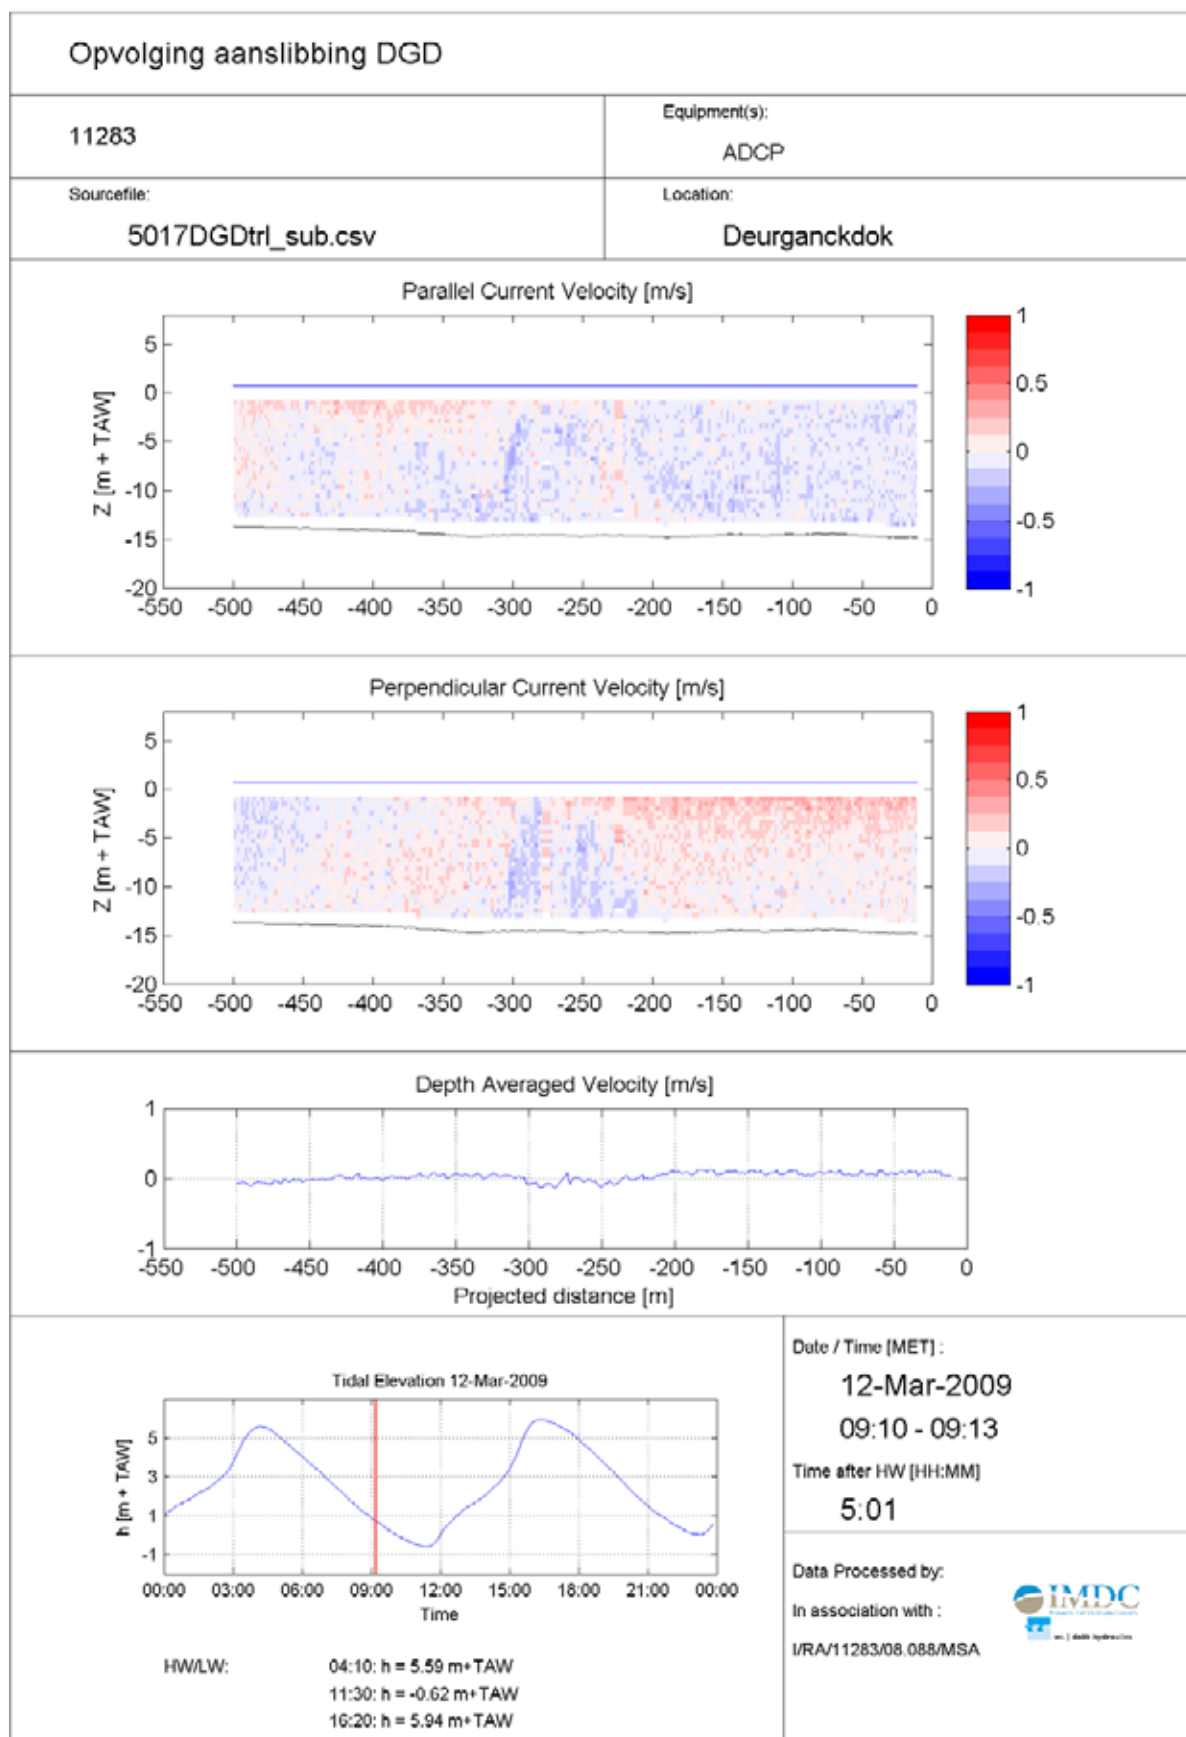 Opvolging aanslibbing DGD
11283
Equipment(s):
ADCP
Sourcefile:
5017DGDtrl_sub.csv
Location:
Deurganckdok
Parallel Current Velocity [m/s]
Z [m + TAW]
5
0
-5
-10
-15
-20
-550 -500 -450 -400 -350 -300 -250 -200 -150 -100 -50 0
1
0.5
0
-0.5
-1
Perpendicular Current Velocity [m/s]
Z [m + TAW]
5
0
-5
-10
-15
-20
-550 -500 -450 -400 -350 -300 -250 -200 -150 -100 -50 0
1
0.5
0
-0.5
-1
Depth Averaged Velocity [m/s]
1
0
-1
-550 -500 -450 -400 -350 -300 -250 -200 -150 -100 -50 0
Projected distance [m]
Tidal Elevation 12-Mar-2009
h [m + TAW]
5
3
1
-1
00:00 03:00 06:00 09:00 12:00 15:00 18:00 21:00 00:00
Time
HW/LW:
04:10: h = 5.59 m+TAW
11:30: h = -0.62 m+TAW
16:20: h = 5.94 m+TAW
Date / Time [MET] :
12-Mar-2009
09:10 - 09:13
Time after HW [HH:MM]
5:01
Data Processed by:
In association with :
I/RA/11283/08.088/MSA
IMDC
wL | delft hydraulics